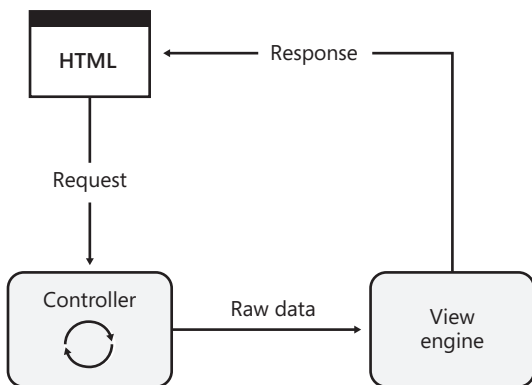 HTML
Response
Request
Controller
Raw data
View
engine